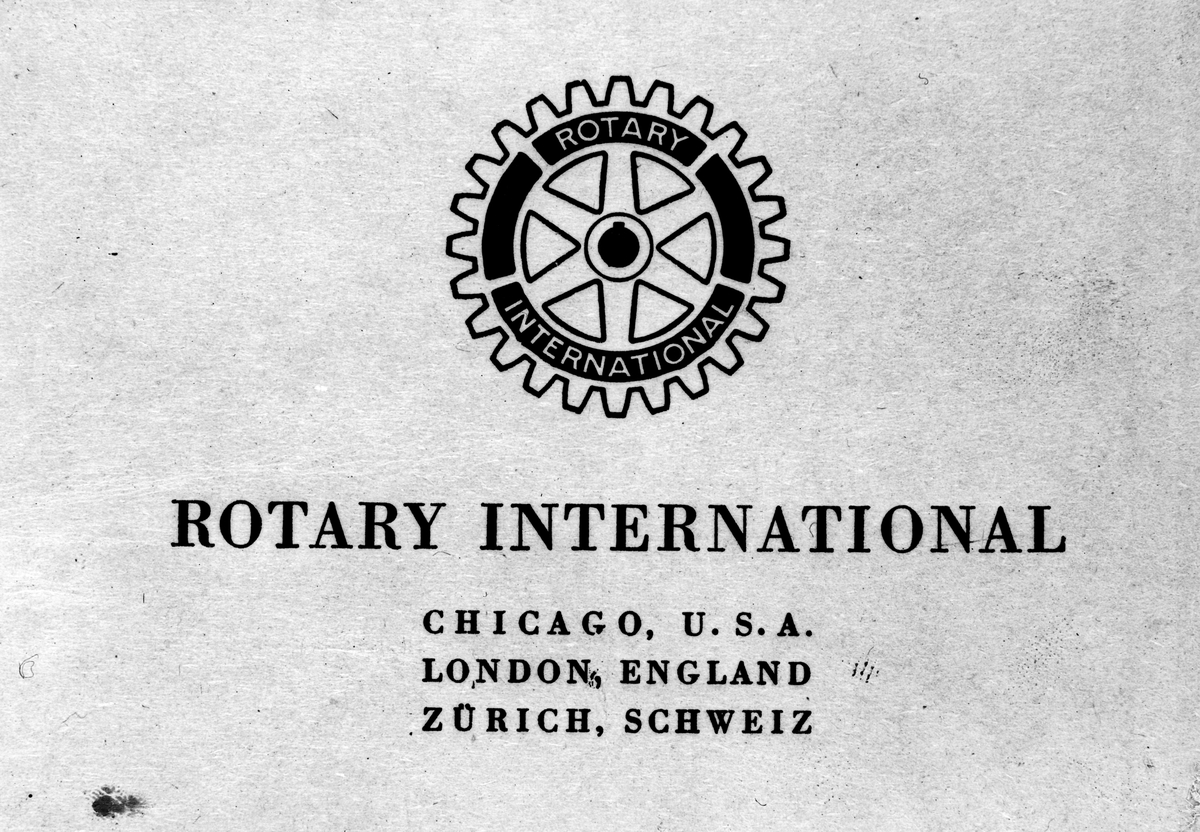 ROTARY
INTERNATIONAL
ROTARY INTERNATIONAL
CHICAGO, U. S. A.
LONDON, ENGLAND
ZÜRICH, SCHWEIZ